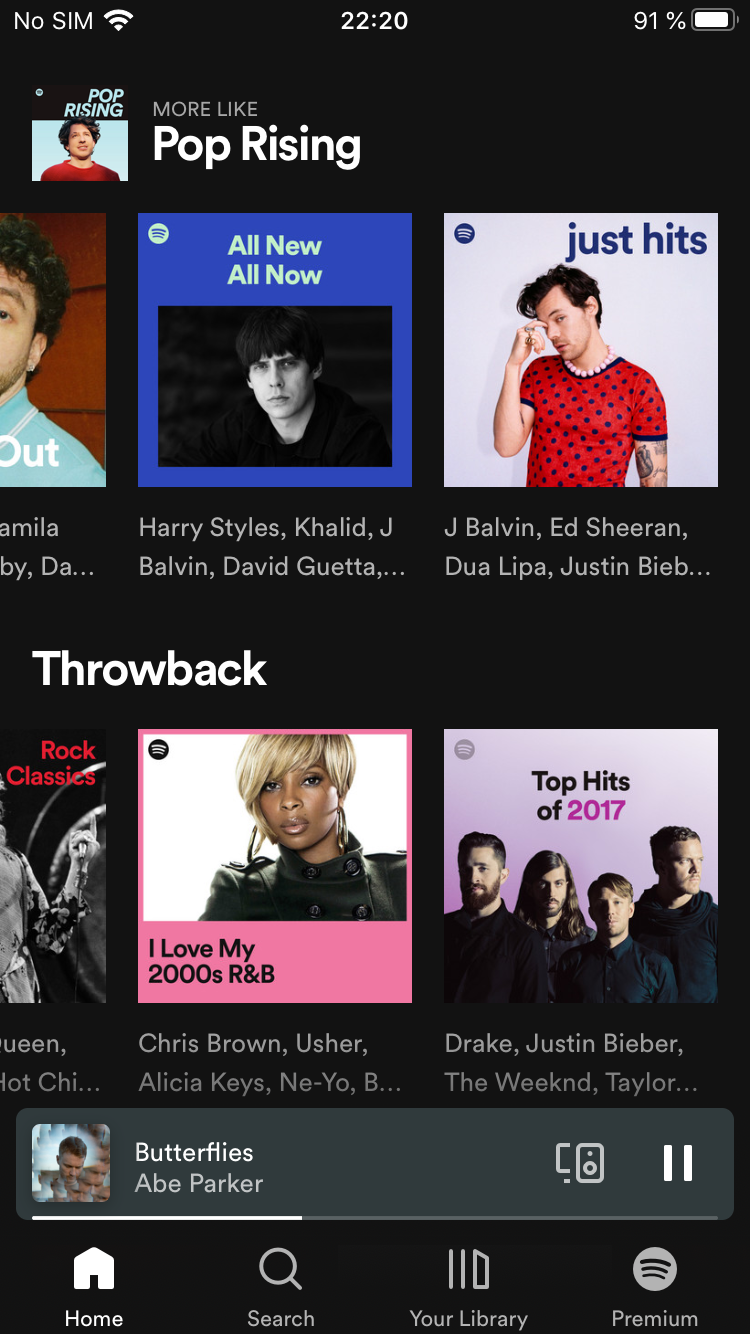 No SIM 22:20 91 %
POP
RISING
MORE LIKE
Pop Rising
All New
All Now
just hits
Out
amila
by, Da...
Harry Styles, Khalid, J
Balvin, David Guetta,...
J Balvin, Ed Sheeran,
Dua Lipa, Justin Bieb...
Throwback
Rock
Classics
I Love My
2000s R&B
Top Hits
of 2017
ueen,
Hot Chi...
Chris Brown, Usher,
Alicia Keys, Ne-Yo, B...
Drake, Justin Bieber,
The Weeknd, Taylor...
Butterflies
Abe Parker
Home
Search
Your Library
Premium